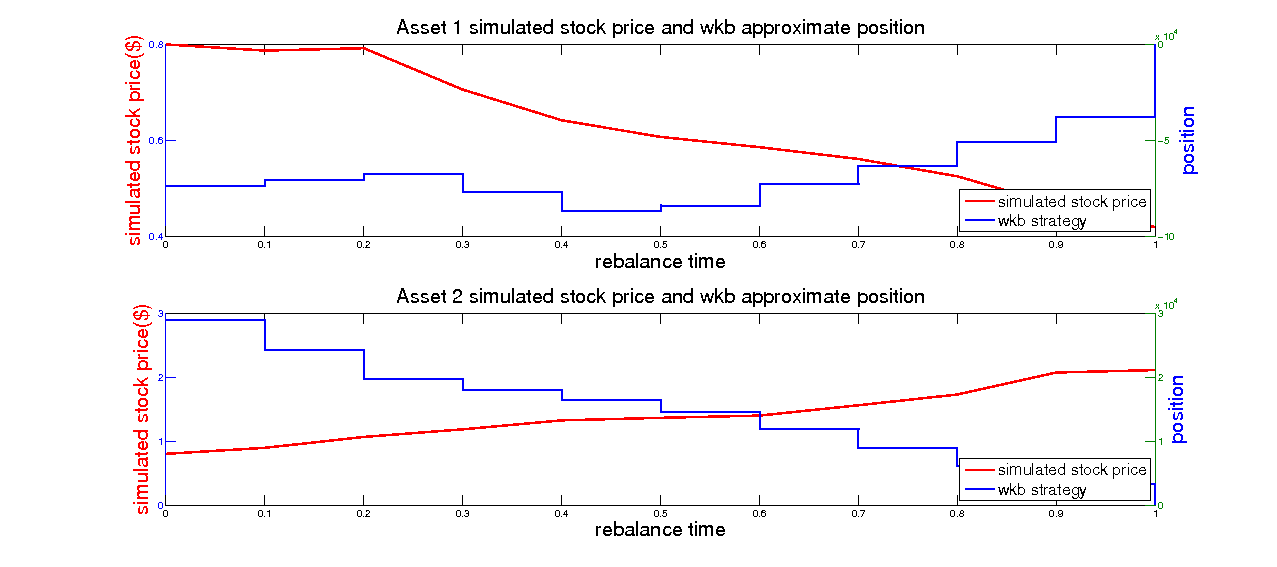 Asset 1 simulated stock price and wkb approximate position
x 10^4
0.8
0.6
0.4
simulated stock price($)
0
−5
−10
position
simulated stock price
wkb strategy
0 0.1 0.2 0.3 0.4 0.5 0.6 0.7 0.8 0.9 1
rebalance time
Asset 2 simulated stock price and wkb approximate position
x 10^4
3
2
1
0
simulated stock price($)
3
2
1
0
position
simulated stock price
wkb strategy
0 0.1 0.2 0.3 0.4 0.5 0.6 0.7 0.8 0.9 1
rebalance time